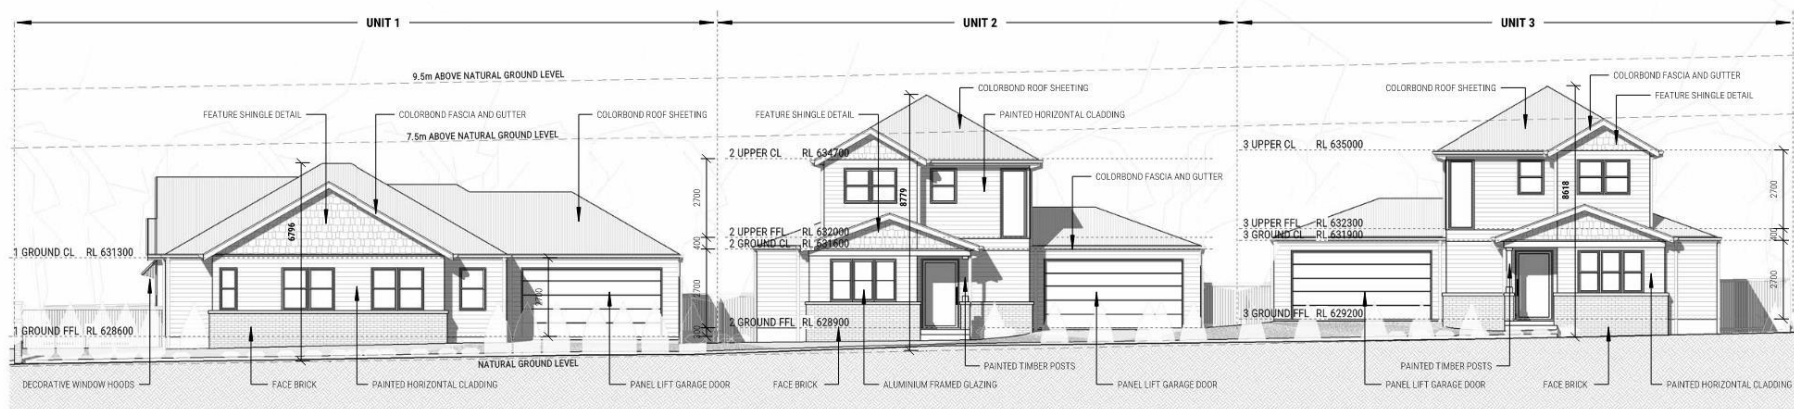 UNIT 1
UNIT 2
UNIT 3
9.5m ABOVE NATURAL GROUND LEVEL
7.5m ABOVE NATURAL GROUND LEVEL
FEATURE SHINGLE DETAIL
COLORBOND FASCIA AND GUTTER
COLORBOND ROOF SHEETING
6796
1 GROUND CL RL 631300
1 GROUND FFL RL 628600
2700
NATURAL GROUND LEVEL
DECORATIVE WINDOW HOODS
FACE BRICK
PAINTED HORIZONTAL CLADDING
PANEL LIFT GARAGE DOOR
COLORBOND ROOF SHEETING
FEATURE SHINGLE DETAIL
PAINTED HORIZONTAL CLADDING
2 UPPER CL RL 634700
COLORBOND FASCIA AND GUTTER
2700
8779
2 UPPER FFL RL 632000
400
2 GROUND CL RL 631600
2700
2 GROUND FFL RL 628900
PAINTED TIMBER POSTS
FACE BRICK
ALUMINIUM FRAMED GLAZING
PANEL LIFT GARAGE DOOR
COLORBOND FASCIA AND GUTTER
COLORBOND ROOF SHEETING
FEATURE SHINGLE DETAIL
3 UPPER CL RL 635000
2700
8618
3 UPPER FFL RL 632300
3 GROUND CL RL 631900
2700
3 GROUND FFL RL 629200
PAINTED TIMBER POSTS
PANEL LIFT GARAGE DOOR
FACE BRICK
PAINTED HORIZONTAL CLADDING